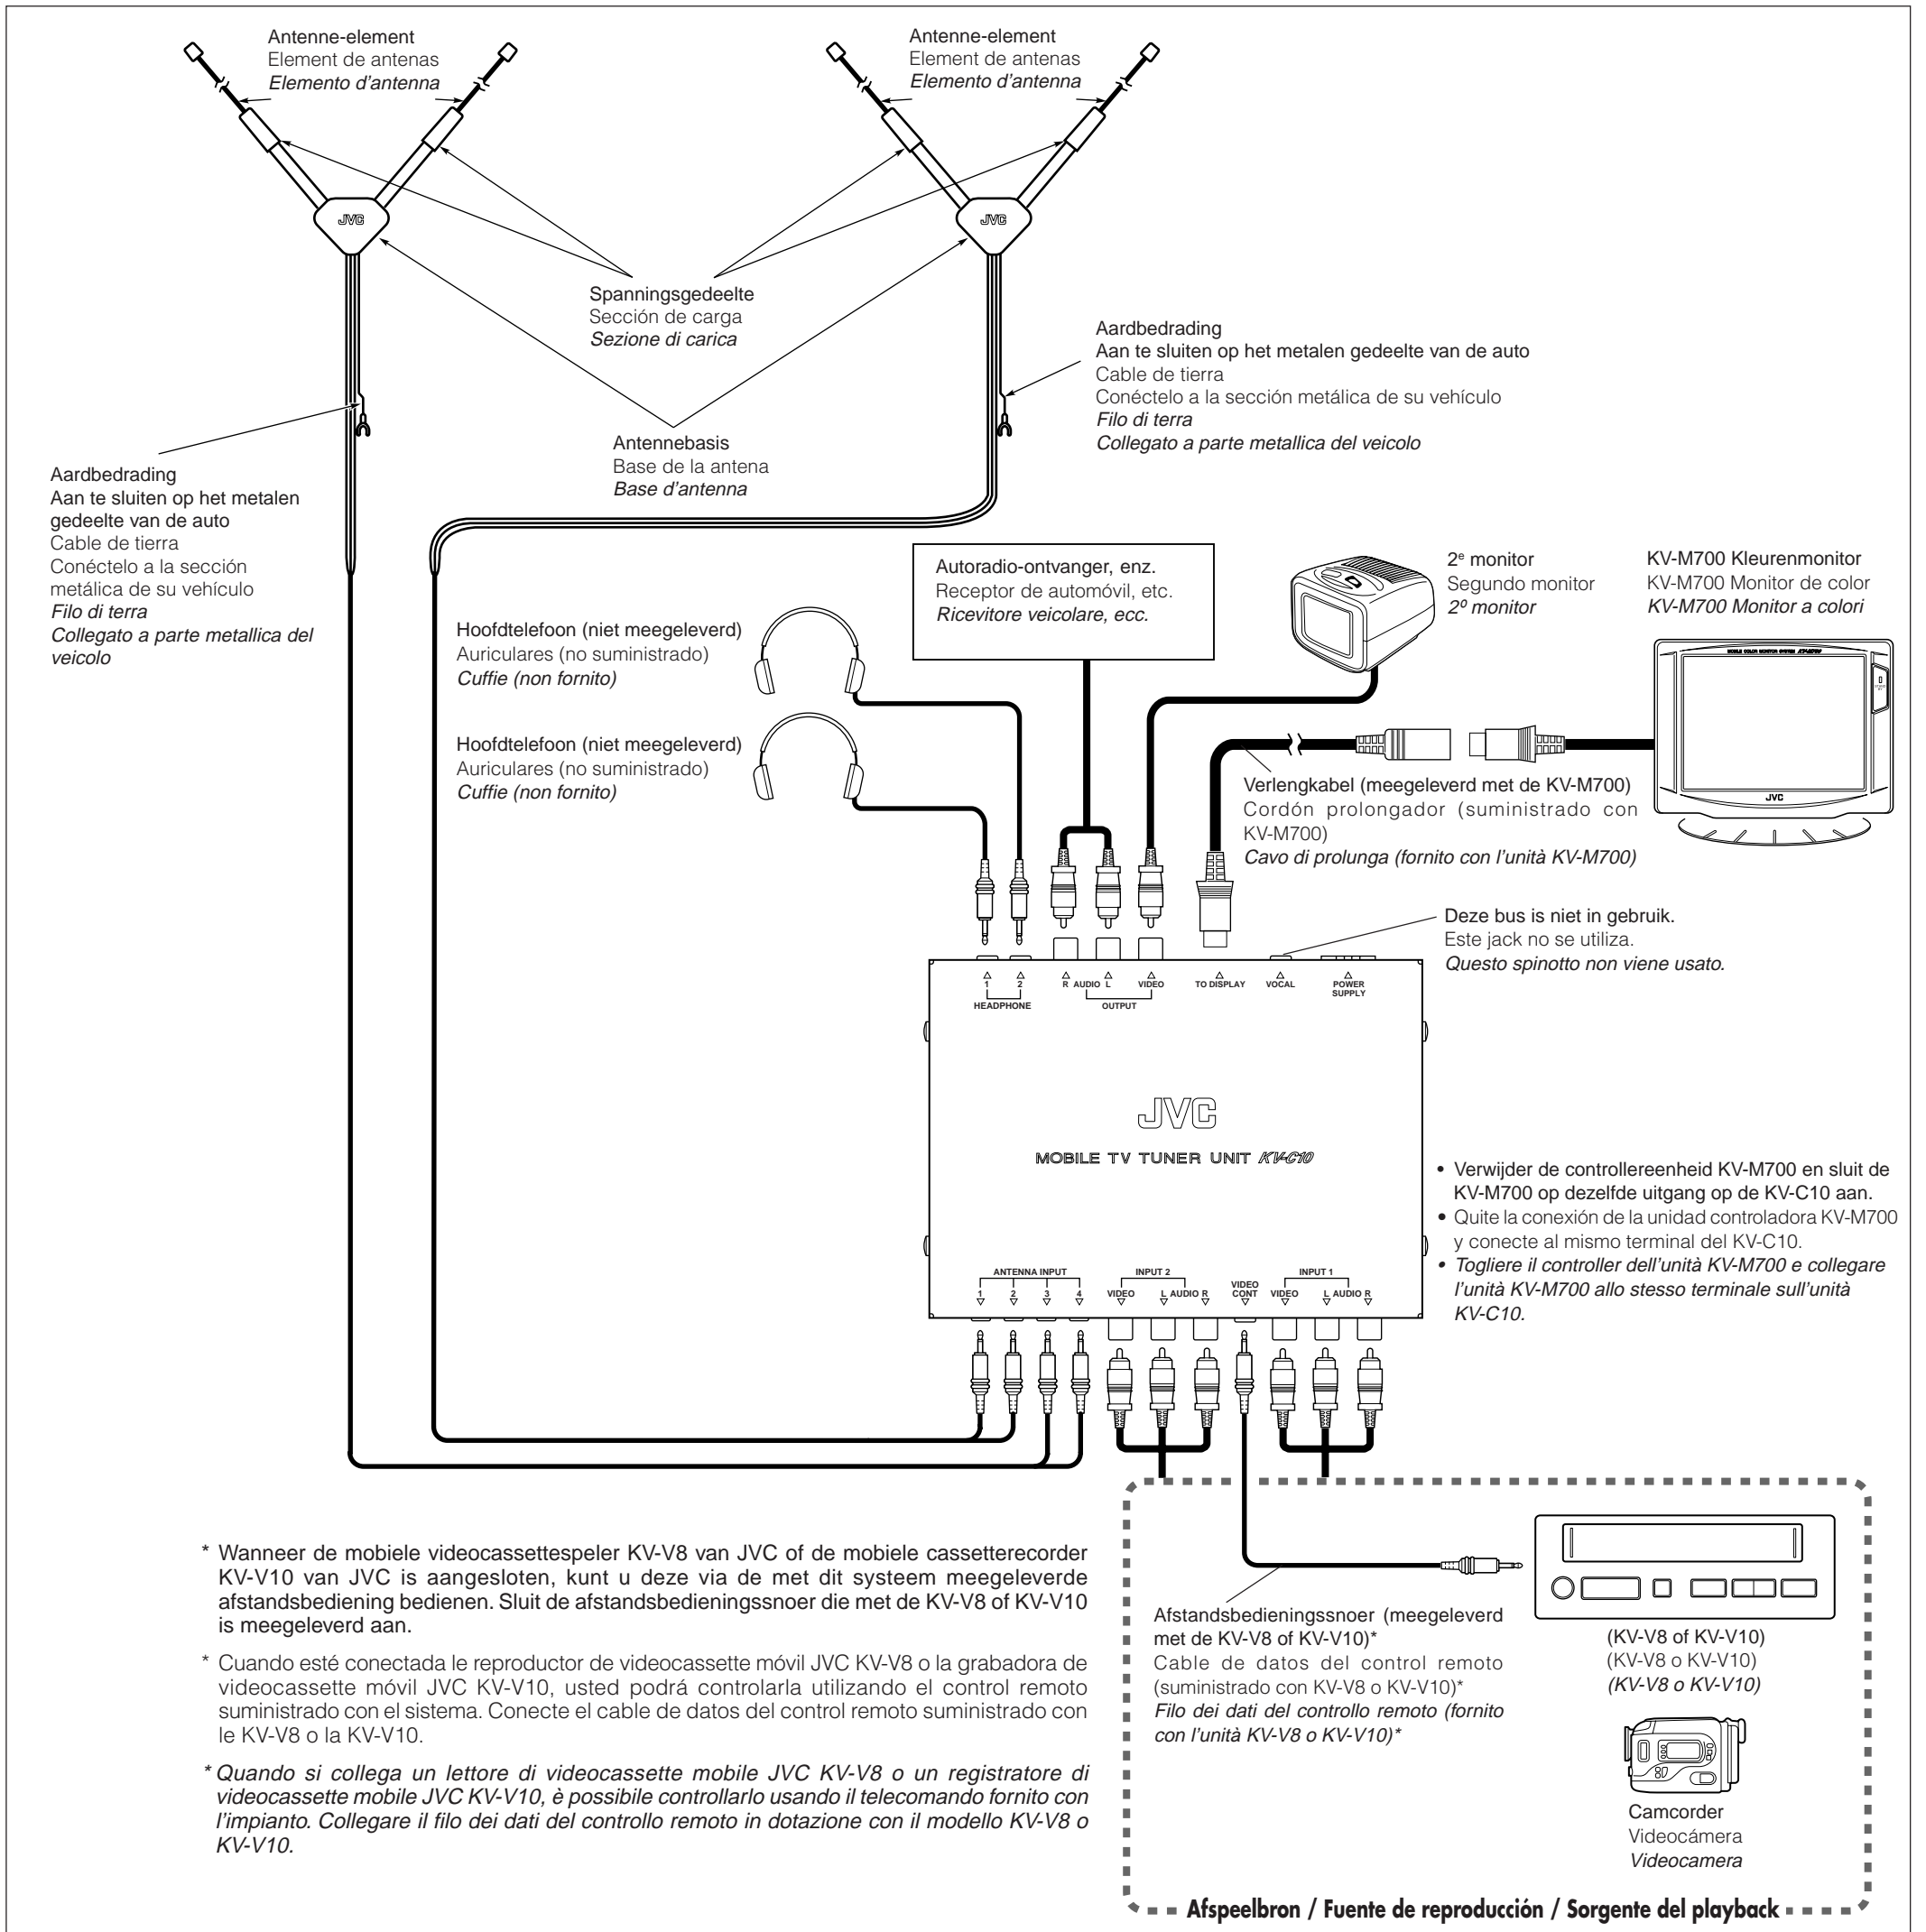 Antenne-element
Element de antenas
Elemento d'antenna
Antenne-element
Element de antenas
Elemento d'antenna
JVC
JVC
Spanningsgedeelte
Sección de carga
Sezione di carica
Aardbedrading
Aan te sluiten op het metalen gedeelte van de auto
Cable de tierra
Conéctelo a la sección metálica de su vehículo
Filo di terra
Collegato a parte metallica del veicolo
Antennebasis
Base de la antena
Base d'antenna
Aardbedrading
Aan te sluiten op het metalen
gedeelte van de auto
Cable de tierra
Conéctelo a la sección
metálica de su vehículo
Filo di terra
Collegato a parte metallica del
veicolo
Autoradio-ontvanger, enz.
Receptor de automóvil, etc.
Ricevitore veicolare, ecc.
2e monitor
Segundo monitor
2º monitor
KV-M700 Kleurenmonitor
KV-M700 Monitor de color
KV-M700 Monitor a colori
MOBILE COLOR MONITOR SYSTEM KV-M700
JVC
Hoofdtelefoon (niet meegeleverd)
Auriculares (no suministrado)
Cuffie (non fornito)
Hoofdtelefoon (niet meegeleverd)
Auriculares (no suministrado)
Cuffie (non fornito)
Verlengkabel (meegeleverd met de KV-M700)
Cordón prolongador (suministrado con
KV-M700)
Cavo di prolunga (fornito con l'unità KV-M700)
Deze bus is niet in gebruik.
Este jack no se utiliza.
Questo spinotto non viene usato.
1 2
HEADPHONE
R AUDIO L VIDEO
OUTPUT
TO DISPLAY
VOCAL
POWER
SUPPLY
JVC
MOBILE TV TUNER UNIT KV-C10
ANTENNA INPUT
1 2 3 4
INPUT 2
VIDEO L AUDIO R
VIDEO
CONT
INPUT 1
VIDEO L AUDIO R
• Verwijder de controllereenheid KV-M700 en sluit de
KV-M700 op dezelfde uitgang op de KV-C10 aan.
• Quite la conexión de la unidad controladora KV-M700
y conecte al mismo terminal del KV-C10.
• Togliere il controller dell'unità KV-M700 e collegare
l'unità KV-M700 allo stesso terminale sull'unità
KV-C10.
* Wanneer de mobiele videocassettespeler KV-V8 van JVC of de mobiele cassetterecorder
KV-V10 van JVC is aangesloten, kunt u deze via de met dit systeem meegeleverde
afstandsbediening bedienen. Sluit de afstandsbedieningssnoer die met de KV-V8 of KV-V10
is meegeleverd aan.
* Cuando esté conectada le reproductor de videocassette móvil JVC KV-V8 o la grabadora de
videocassette móvil JVC KV-V10, usted podrá controlarla utilizando el control remoto
suministrado con el sistema. Conecte el cable de datos del control remoto suministrado con
le KV-V8 o la KV-V10.
* Quando si collega un lettore di videocassette mobile JVC KV-V8 o un registratore di
videocassette mobile JVC KV-V10, è possibile controllarlo usando il telecomando fornito con
l'impianto. Collegare il filo dei dati del controllo remoto in dotazione con il modello KV-V8 o
KV-V10.
Afstandsbedieningssnoer (meegeleverd
met de KV-V8 of KV-V10)*
Cable de datos del control remoto
(suministrado con KV-V8 o KV-V10)*
Filo dei dati del controllo remoto (fornito
con l'unità KV-V8 o KV-V10)*
(KV-V8 of KV-V10)
(KV-V8 o KV-V10)
(KV-V8 o KV-V10)
Camcorder
Videocámera
Videocamera
Afspeelbron / Fuente de reproducción / Sorgente del playback